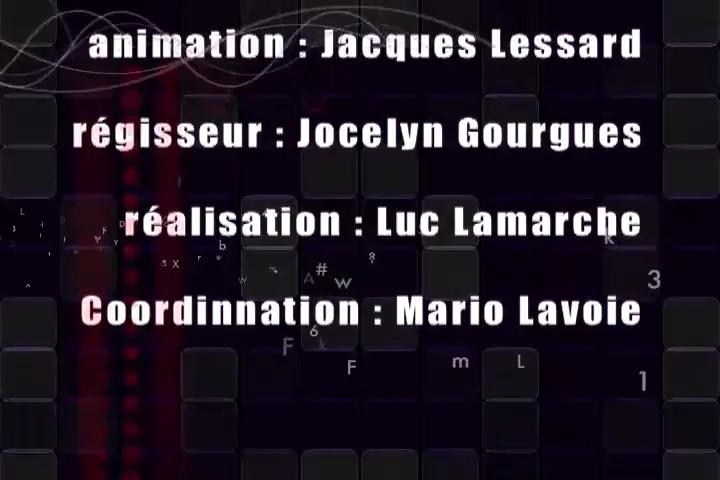 animation : Jacques Lessard
régisseur : Jocelyn Gourgues
réalisation : Luc Lamarche
Coordinnation : Mario Lavoie